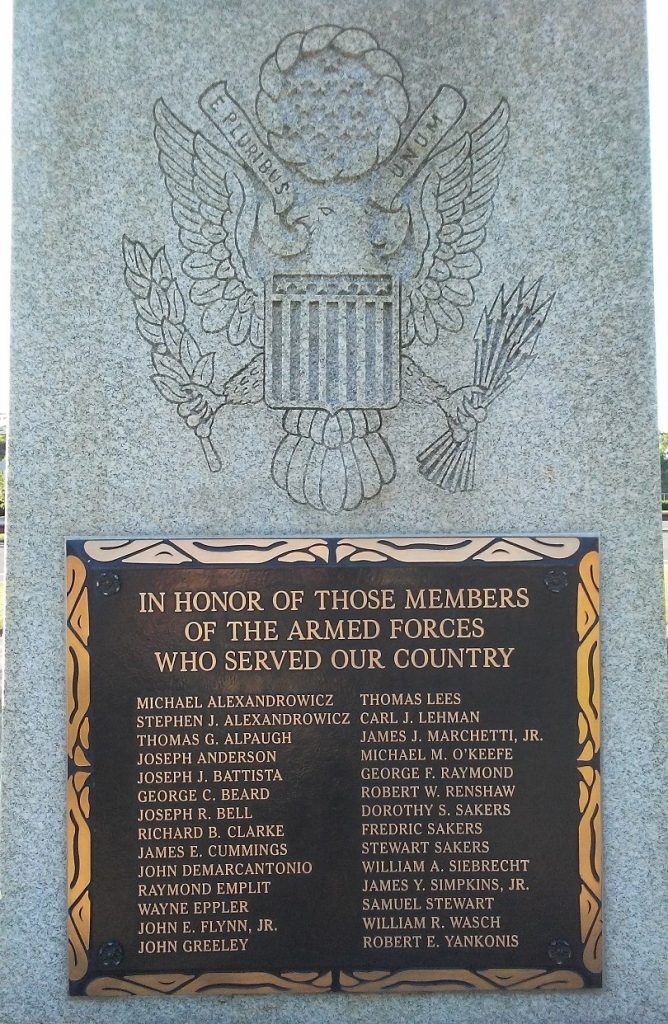 E PLURIBUS UNUM
IN HONOR OF THOSE MEMBERS
OF THE ARMED FORCES
WHO SERVED OUR COUNTRY
MICHAEL ALEXANDROWICZ
STEPHEN J. ALEXANDROWICZ
THOMAS G. ALPAUGH
JOSEPH ANDERSON
JOSEPH J. BATTISTA
GEORGE C. BEARD
JOSEPH R. BELL
RICHARD B. CLARKE
JAMES E. CUMMINGS
JOHN DEMARCANTONIO
RAYMOND EMPLIT
WAYNE EPPLER
JOHN E. FLYNN, JR.
JOHN GREELEY
THOMAS LEES
CARL J. LEHMAN
JAMES J. MARCHETTI, JR.
MICHAEL M. O'KEEFE
GEORGE F. RAYMOND
ROBERT W. RENSHAW
DOROTHY S. SAKERS
FREDRIC SAKERS
STEWART SAKERS
WILLIAM A. SIEBRECHT
JAMES Y. SIMPKINS, JR.
SAMUEL STEWART
WILLIAM R. WASCH
ROBERT E. YANKONIS